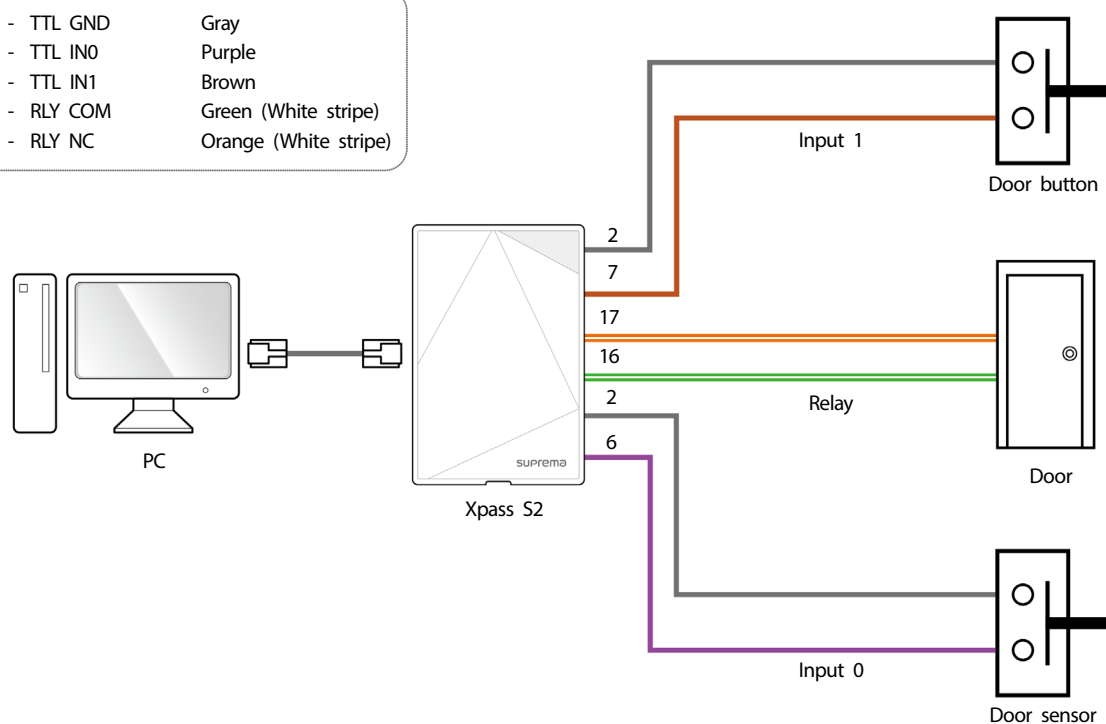 - TTL GND Gray
- TTL IN0 Purple
- TTL IN1 Brown
- RLY COM Green (White stripe)
- RLY NC Orange (White stripe)
Input 1
Door button
2
7
17
16
2
6
Relay
suprema
PC
Xpass S2
Door
Input 0
Door sensor